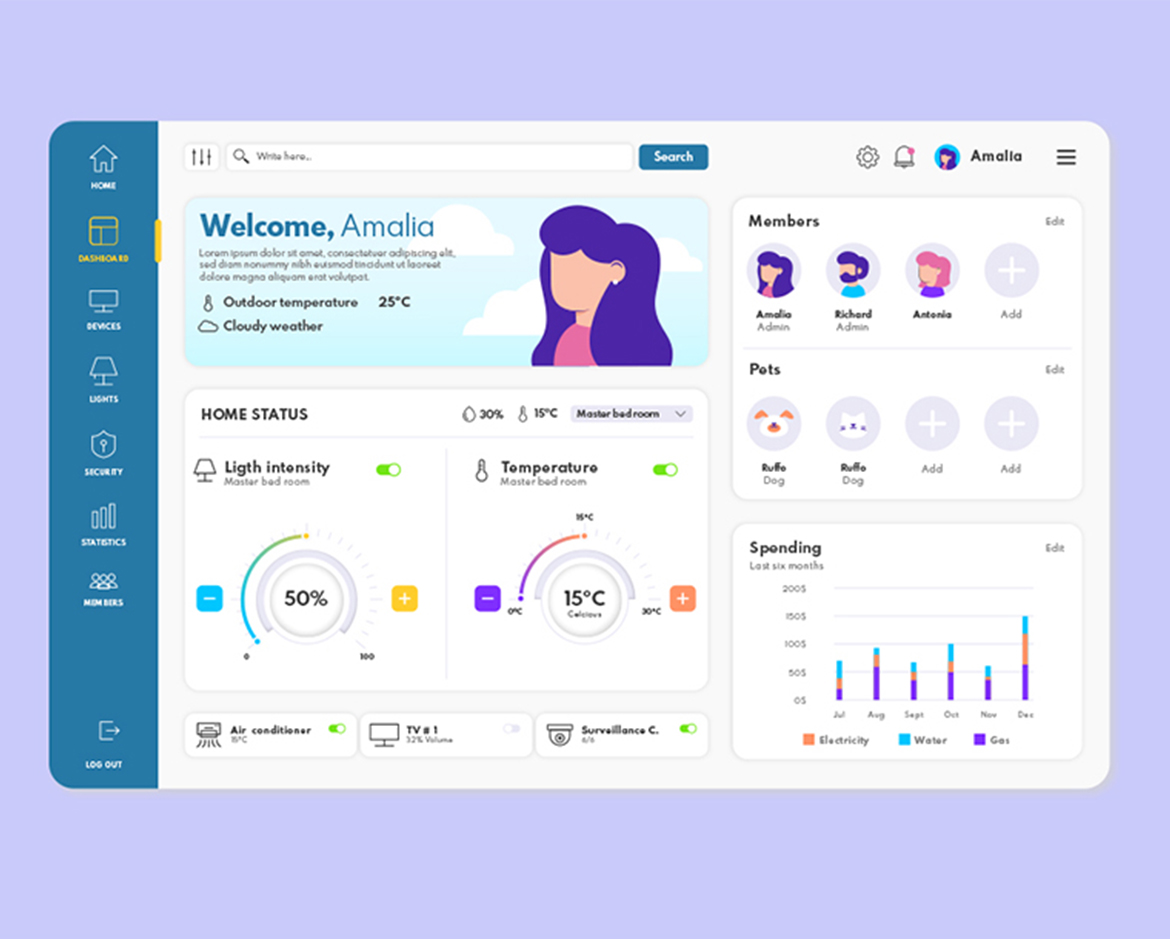 HOME
DASHBOARD
DEVICES
LIGHTS
SECURITY
STATISTICS
MEMBERS
LOG OUT
Write here...
Search
Amalia
Welcome, Amalia
Lorem ipsum dolor sit amet, consectetuer adipiscing elit,
sed diam nonummy nibh euismod tincidunt ut laoreet
dolore magna aliquam erat volutpat.
Outdoor temperature 25°C
Cloudy weather
HOME STATUS
30%
15°C
Master bed room
Ligth intensity
Master bed room
50%
0
100
Temperature
Master bed room
15°C
15°C
Celcious
0°C
30°C
Air conditioner
15°C
TV # 1
32% Volume
Surveillance C.
6/6
Members
Edit
Amalia
Admin
Richard
Admin
Antonia
Add
Pets
Edit
Ruffo
Dog
Ruffo
Dog
Add
Add
Spending
Edit
Last six months
200$
150$
100$
50$
0$
Jul Aug Sept Oct Nov Dec
Electricity Water Gas